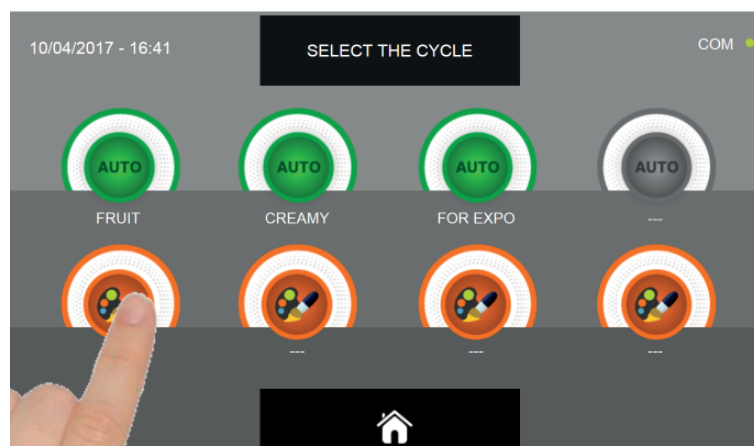 10/04/2017 - 16:41
SELECT THE CYCLE
COM
AUTO AUTO AUTO AUTO
FRUIT CREAMY FOR EXPO ---
--- --- ---